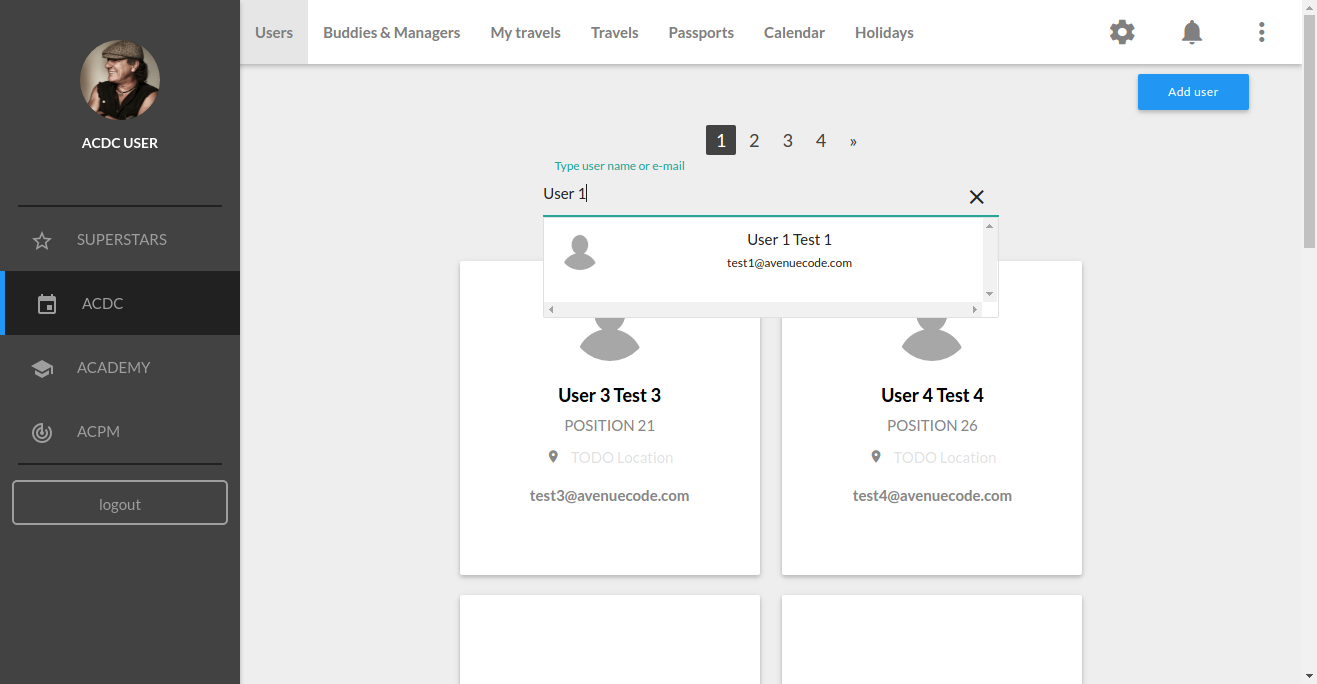 ACDC USER
SUPERSTARS
ACDC
ACADEMY
ACPM
logout
Users Buddies & Managers My travels Travels Passports Calendar Holidays
Add user
1 2 3 4 »
Type user name or e-mail
User 1
User 1 Test 1
test1@avenuecode.com
User 3 Test 3
POSITION 21
TODO Location
test3@avenuecode.com
User 4 Test 4
POSITION 26
TODO Location
test4@avenuecode.com